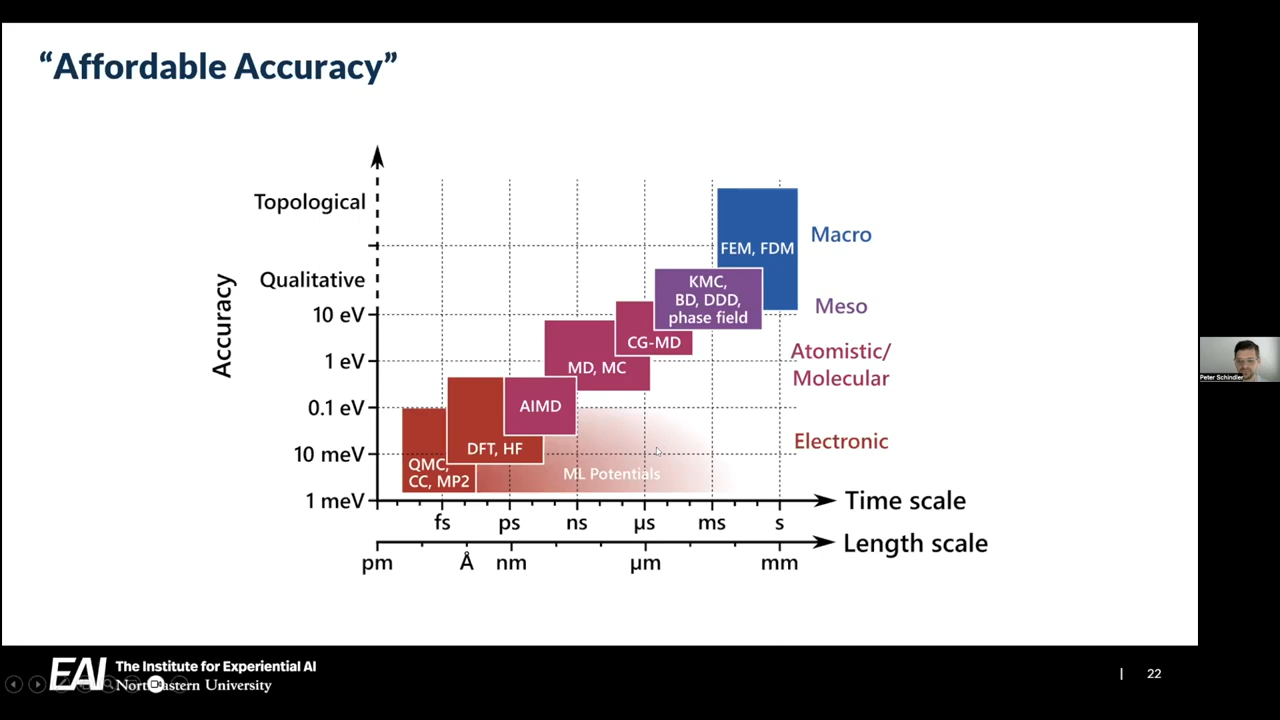 “Affordable Accuracy”
Topological
Qualitative
10 eV
1 eV
0.1 eV
10 meV
1 meV
Accuracy
FEM, FDM
KMC,
BD, DDD,
phase field
CG-MD
MD, MC
AIMD
DFT, HF
QMC,
CC, MP2
ML Potentials
Macro
Meso
Atomistic/
Molecular
Electronic
fs ps ns µs ms s
Time scale
pm Å nm µm mm
Length scale
Peter Schindler
EAI The Institute for Experiential AI
Northeastern University
| 22